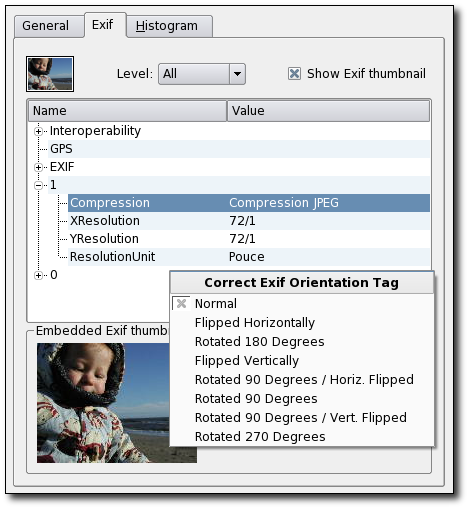 General Exif Histogram
Level: All Show Exif thumbnail
Name Value
Interoperability
GPS
EXIF
1
Compression Compression JPEG
XResolution 72/1
YResolution 72/1
ResolutionUnit Pouce
0
Correct Exif Orientation Tag
Normal
Flipped Horizontally
Embedded Exif
Rotated 180 Degrees
Flipped Vertically
Rotated 90 Degrees / Horiz. Flipped
Rotated 90 Degrees
Rotated 90 Degrees / Vert. Flipped
Rotated 270 Degrees